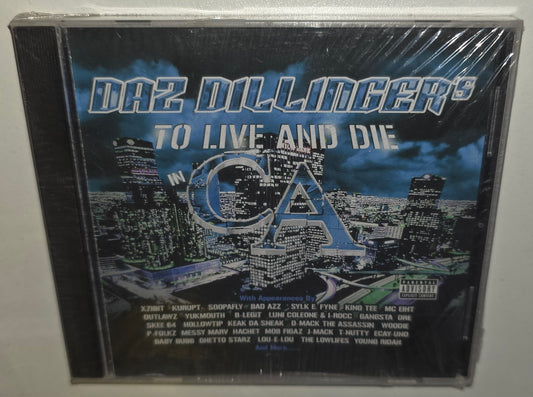 DAZ DILLINGER's
TO LIVE AND DIE
IN
CA
PARENTAL
ADVISORY
EXPLICIT CONTENT
With Appearances By
XZIBIT KURUPT SOOPAFLY BAD AZZ SYLK E. FYNE KING TEE MC EIHT
OUTLAWZ YUKMOUTH B-LEGIT LUNI COLEONE & I-ROCC GANGSTA DRE
SKEE 64 HOLLOWTIP KEAK DA SNEAK D-MACK THE ASSASSIN WOODIE
P-FOLKZ MESSY MARV HACHET MOB FIGAZ J-MACK T-NUTTY ECAY-UNO
BABY BUBB GHETTO STARZ LOU-E-LOU THE LOWLIFES YOUNG RIDAH
And More......